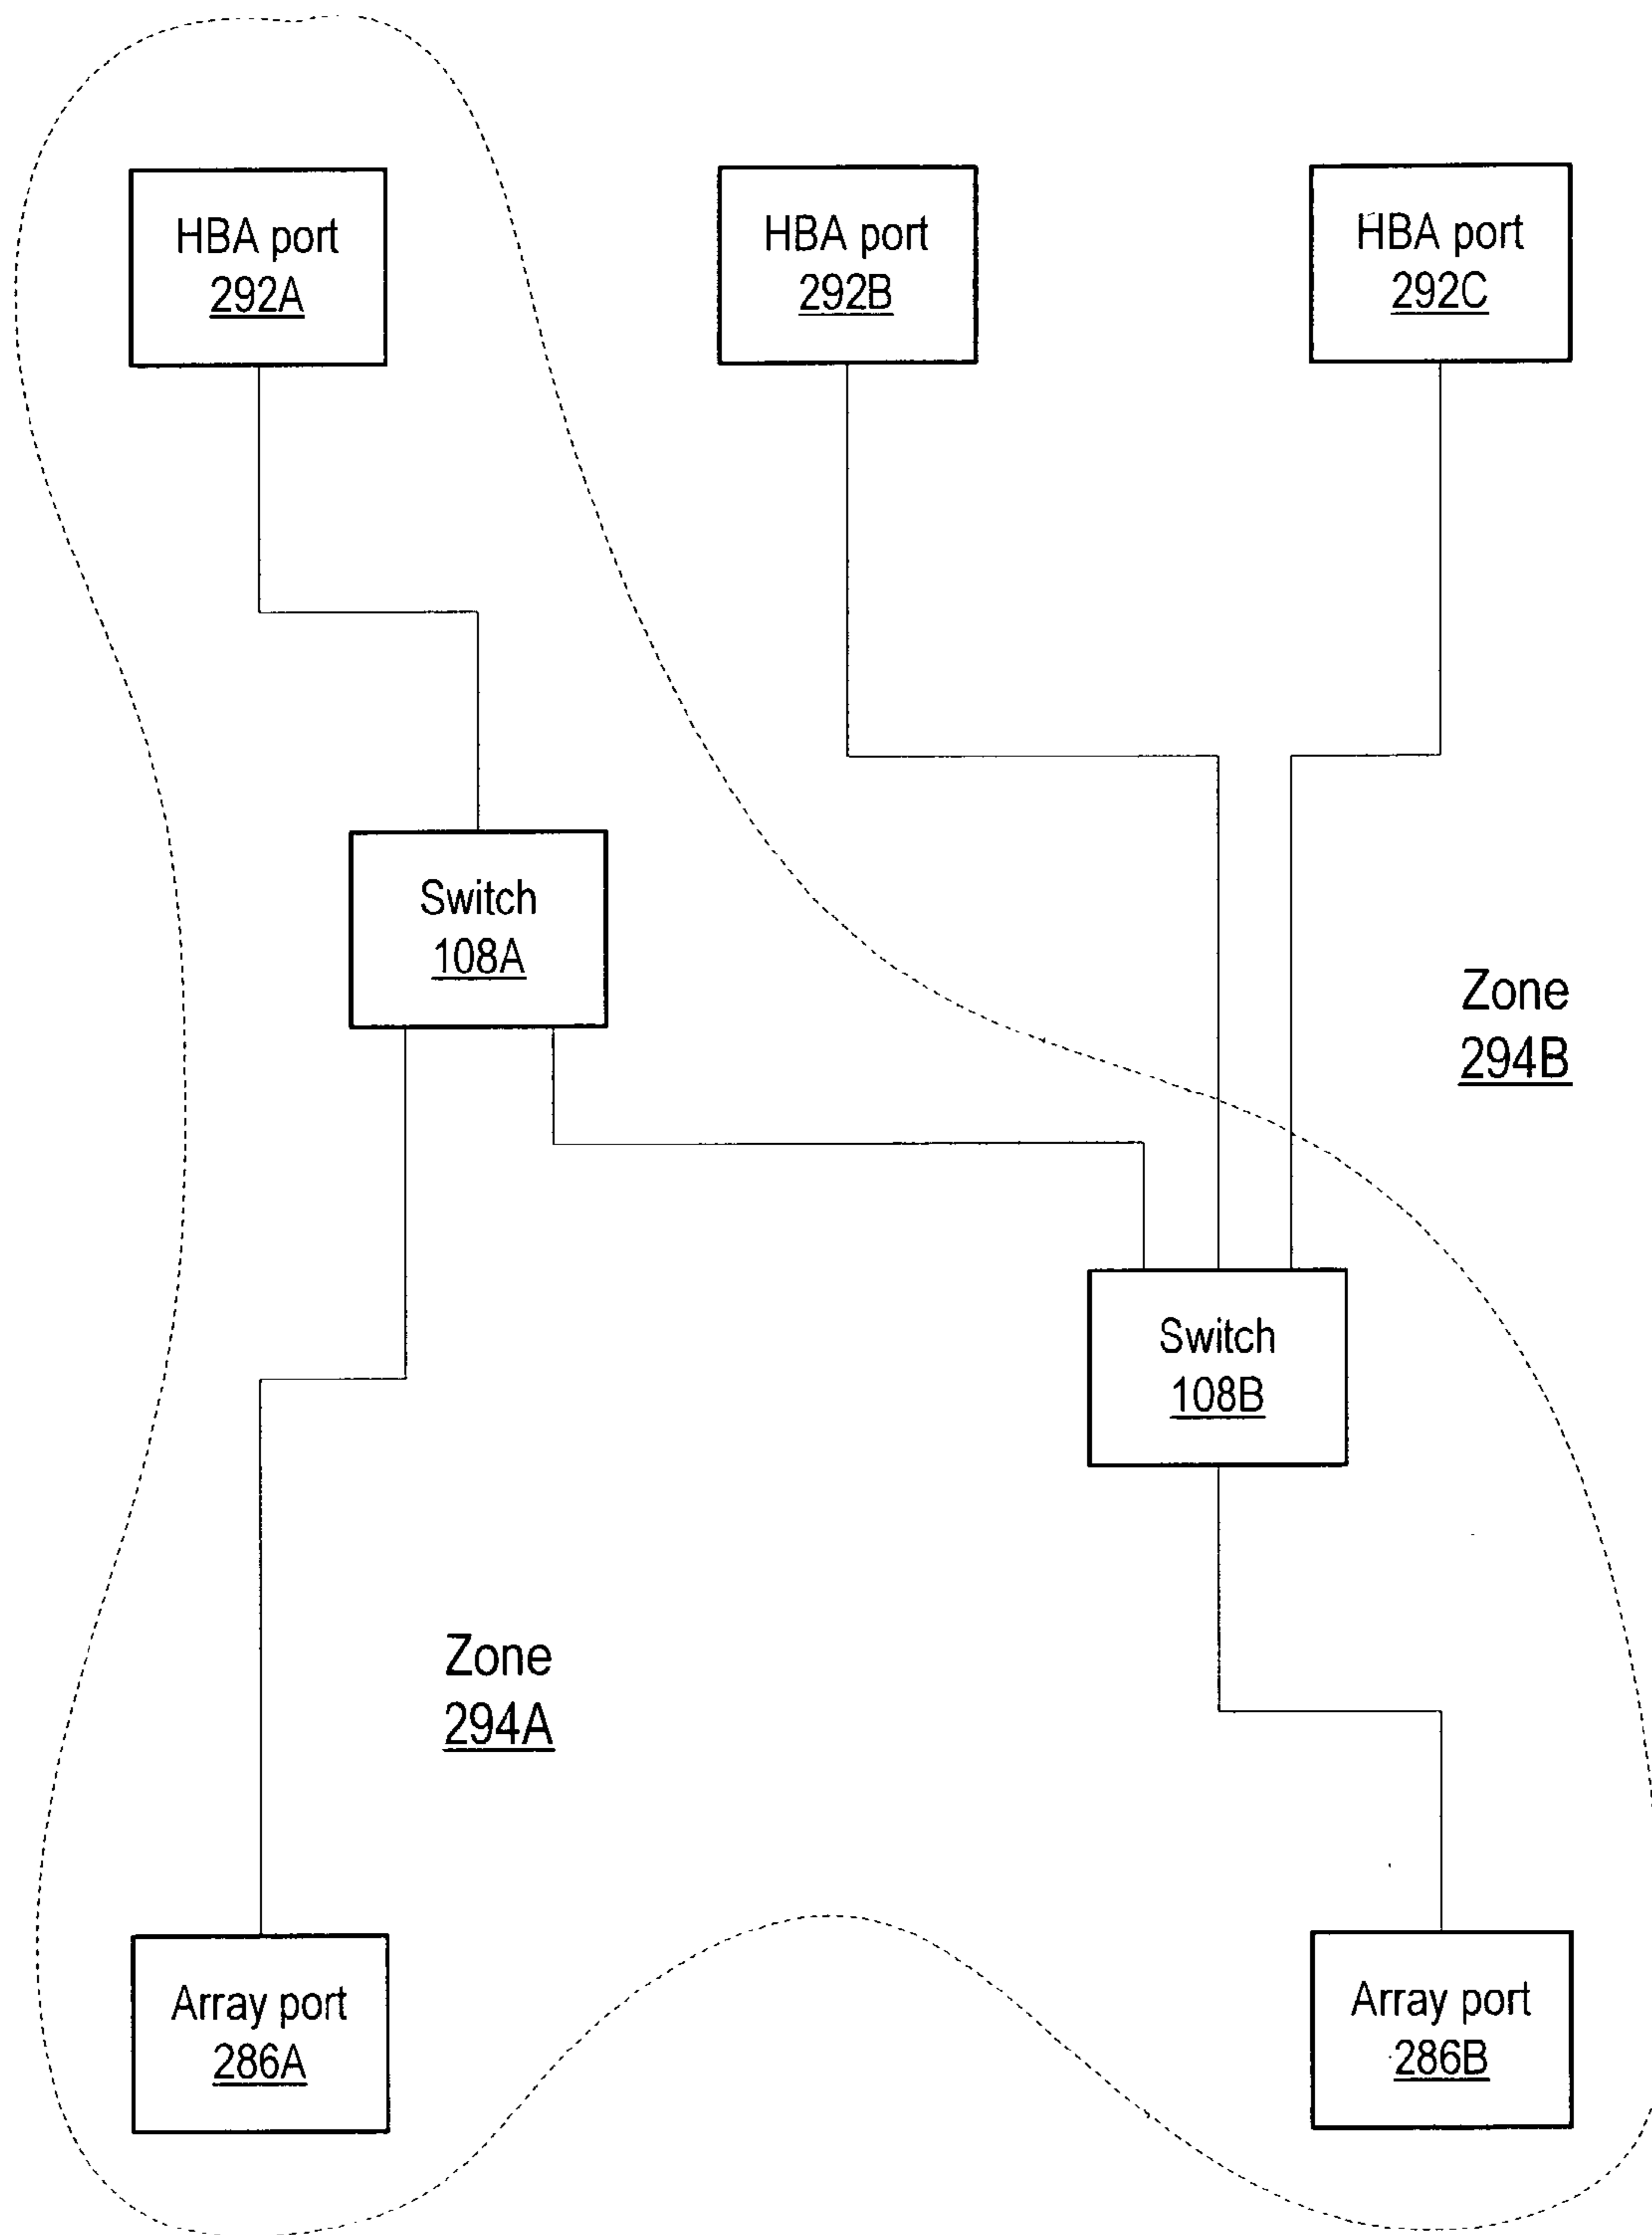 HBA port
292A
HBA port
292B
HBA port
292C
Switch
108A
Zone
294B
Switch
108B
Zone
294A
Array port
286A
Array port
286B